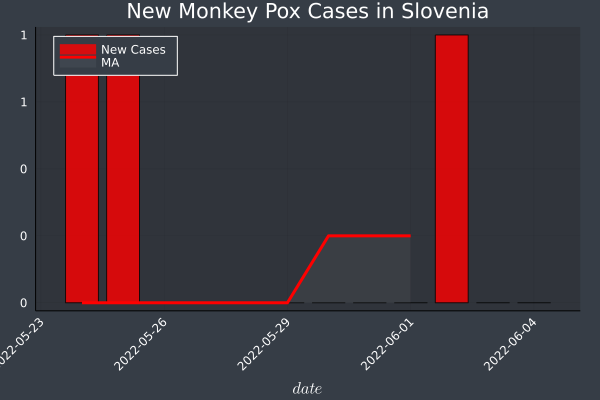 New Monkey Pox Cases in Slovenia
1
New Cases
MA
1
0
0
0
022-05-23
2022-05-26
2022-05-29
2022-06-01
2022-06-04
date